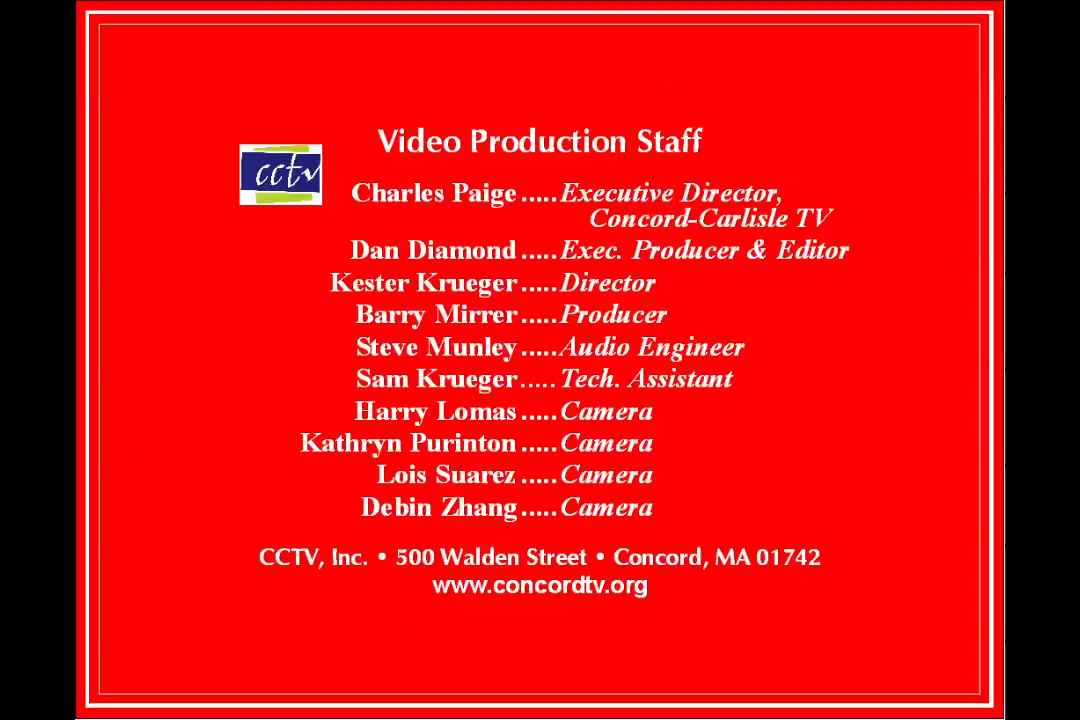 Video Production Staff
cctv
Charles Paige.....Executive Director,
Concord-Carlisle TV
Dan Diamond.....Exec. Producer & Editor
Kester Krueger.....Director
Barry Mirrer.....Producer
Steve Munley.....Audio Engineer
Sam Krueger.....Tech. Assistant
Harry Lomas.....Camera
Kathryn Purinton.....Camera
Lois Suarez.....Camera
Debin Zhang.....Camera
CCTV, Inc. • 500 Walden Street • Concord, MA 01742
www.concordtv.org